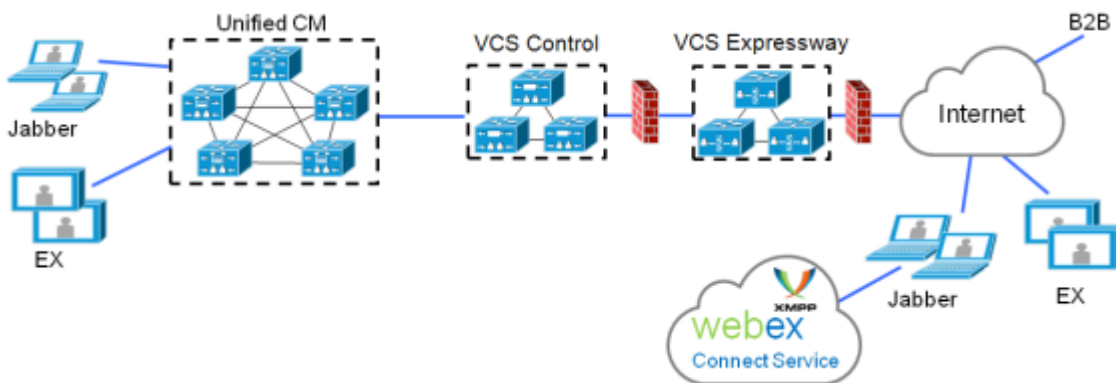 Unified CM
VCS Control
VCS Expressway
B2B
Jabber
Internet
EX
Jabber
EX
XMPP
webex
Connect Service